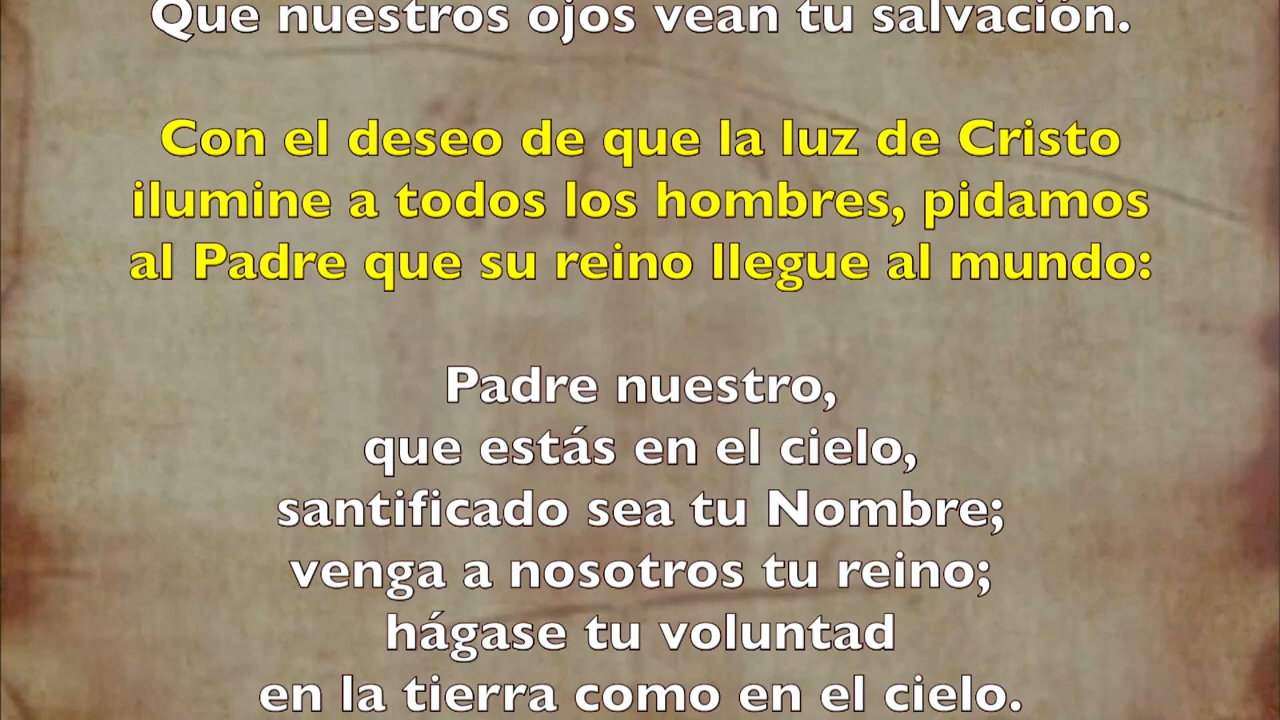 Que nuestros ojos vean tu salvación.
Con el deseo de que la luz de Cristo
ilumine a todos los hombres, pidamos
al Padre que su reino llegue al mundo:
Padre nuestro,
que estás en el cielo,
santificado sea tu Nombre;
venga a nosotros tu reino;
hágase tu voluntad
en la tierra como en el cielo.